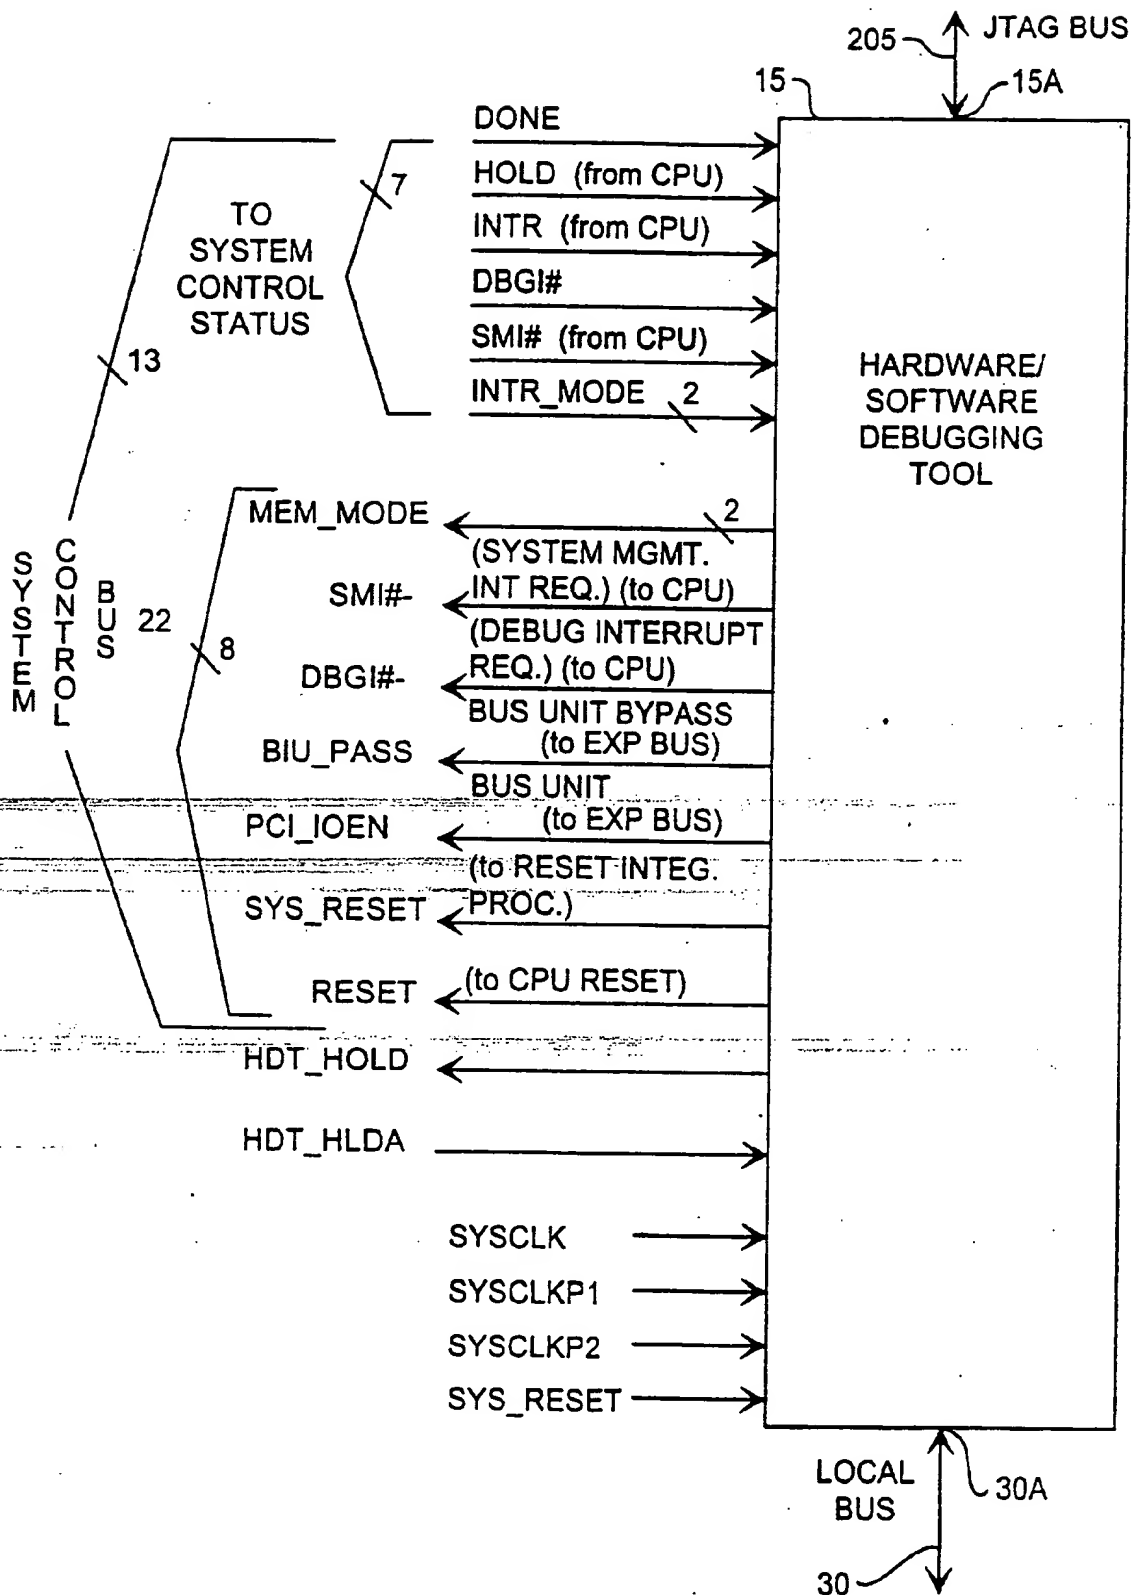 JTAG BUS
205
15
15A
DONE
HOLD (from CPU)
7
TO
SYSTEM
CONTROL
STATUS
INTR (from CPU)
DBGI#
SMI# (from CPU)
13
INTR_MODE
2
HARDWARE/
SOFTWARE
DEBUGGING
TOOL
MEM_MODE
2
(SYSTEM MGMT.
INT REQ.) (to CPU)
SMI#-
(DEBUG INTERRUPT
REQ.) (to CPU)
DBGI#-
SYSTEM
CONTROL
BUS
22
8
BUS UNIT BYPASS
(to EXP BUS)
BIU_PASS
BUS UNIT
(to EXP BUS)
PCI_IOEN
(to RESET INTEG.
PROC.)
SYS_RESET
RESET
(to CPU RESET)
HDT_HOLD
HDT_HLDA
SYSCLK
SYSCLKP1
SYSCLKP2
SYS_RESET
LOCAL
BUS
30A
30